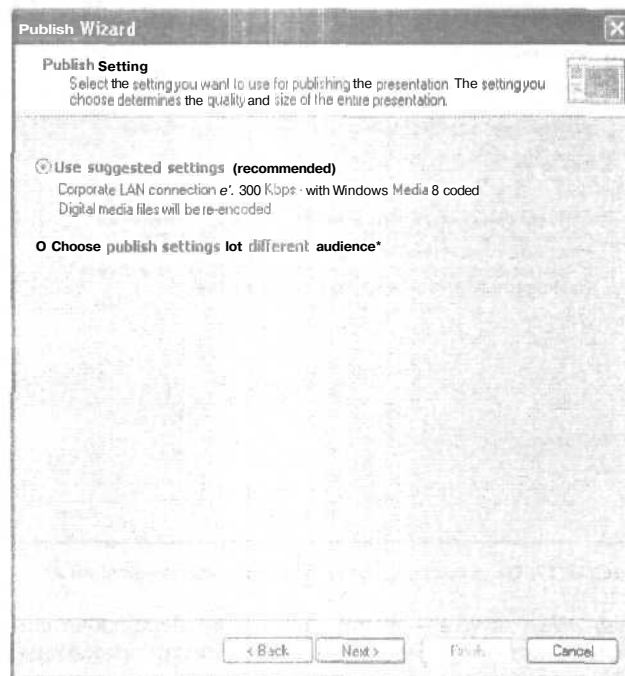 Publish Wizard
Publish Setting
Select the setting you want to use for publishing the presentation. The setting you
choose determines the quality and size of the entire presentation.
Use suggested settings (recommended)
Corporate LAN connection e'. 300 Kbps - with Windows Media 8 coded
Digital media files will be re-encoded
O Choose publish settings lot different audience*
< Back
Next >
Finish
Cancel